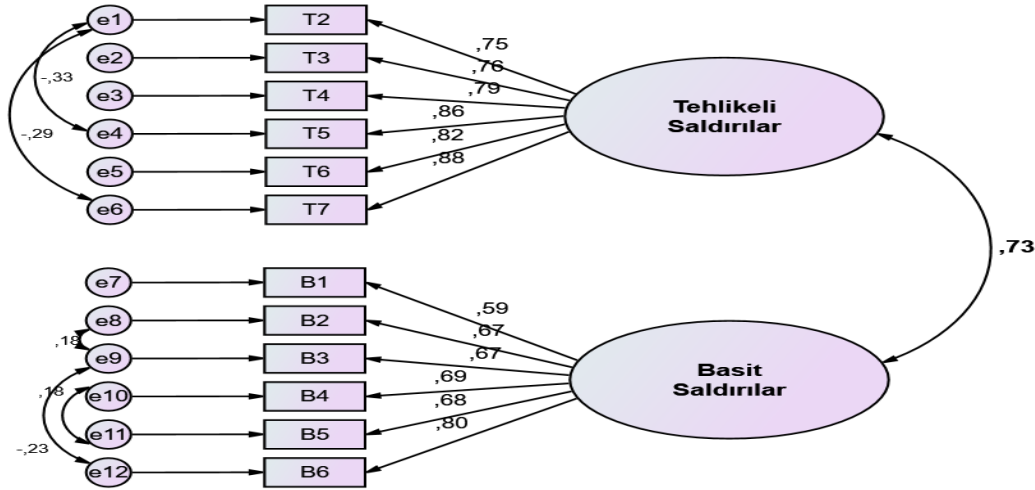 e1 T2
,75
e2 T3
,76
-,33
e3 T4
,79
Tehlikeli
Saldırılar
,86
-,29
e4 T5
,82
e5 T6
,88
e6 T7
,73
e7 B1
,59
e8 B2
,67
,18
e9 B3
,67
Basit
Saldırılar
,69
,18
e10 B4
,68
e11 B5
,80
-,23
e12 B6